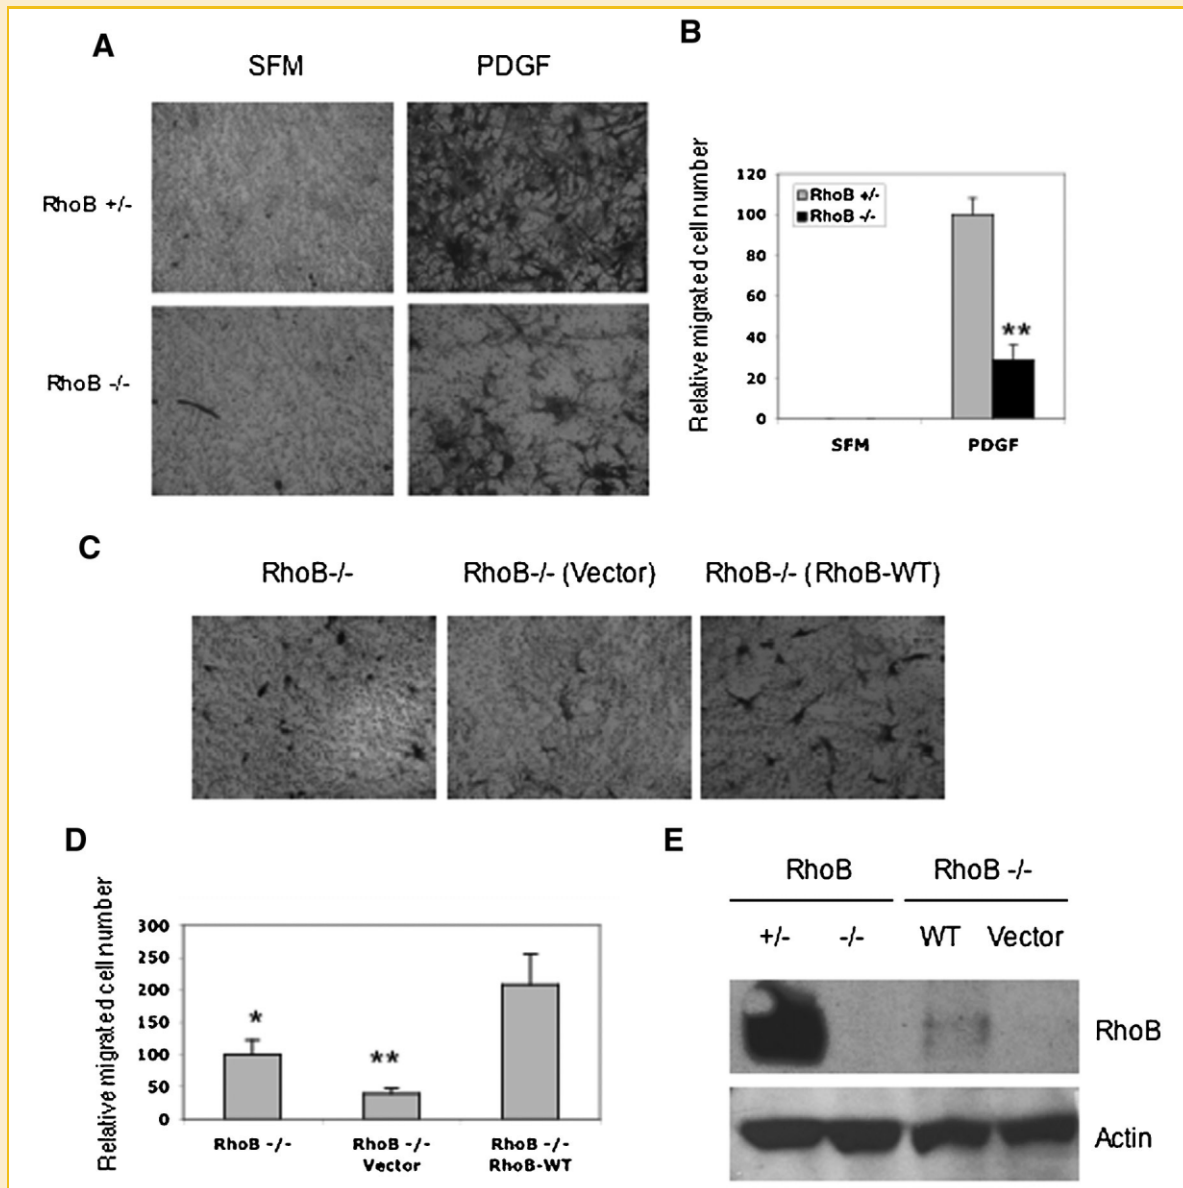 A
SFM
PDGF
RhoB +/-
RhoB -/-
B
Relative migrated cell number
120
100
80
60
40
20
0
RhoB +/-
RhoB -/-
**
SFM
PDGF
C
RhoB-/-
RhoB-/- (Vector)
RhoB-/- (RhoB-WT)
D
Relative migrated cell number
300
250
200
150
100
50
0
*
**
RhoB -/-
RhoB -/-
Vector
RhoB -/-
RhoB-WT
E
RhoB
RhoB -/-
+/-
-/-
WT
Vector
RhoB
Actin